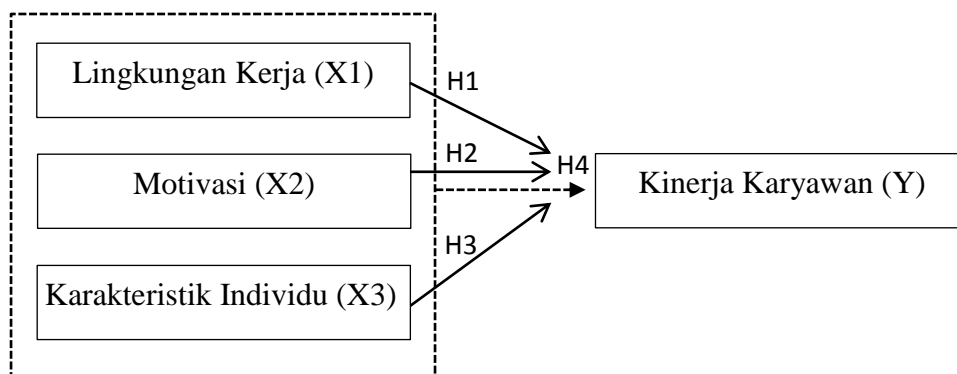 Lingkungan Kerja (X1)
H1
H2
H4
Motivasi (X2)
Kinerja Karyawan (Y)
H3
Karakteristik Individu (X3)